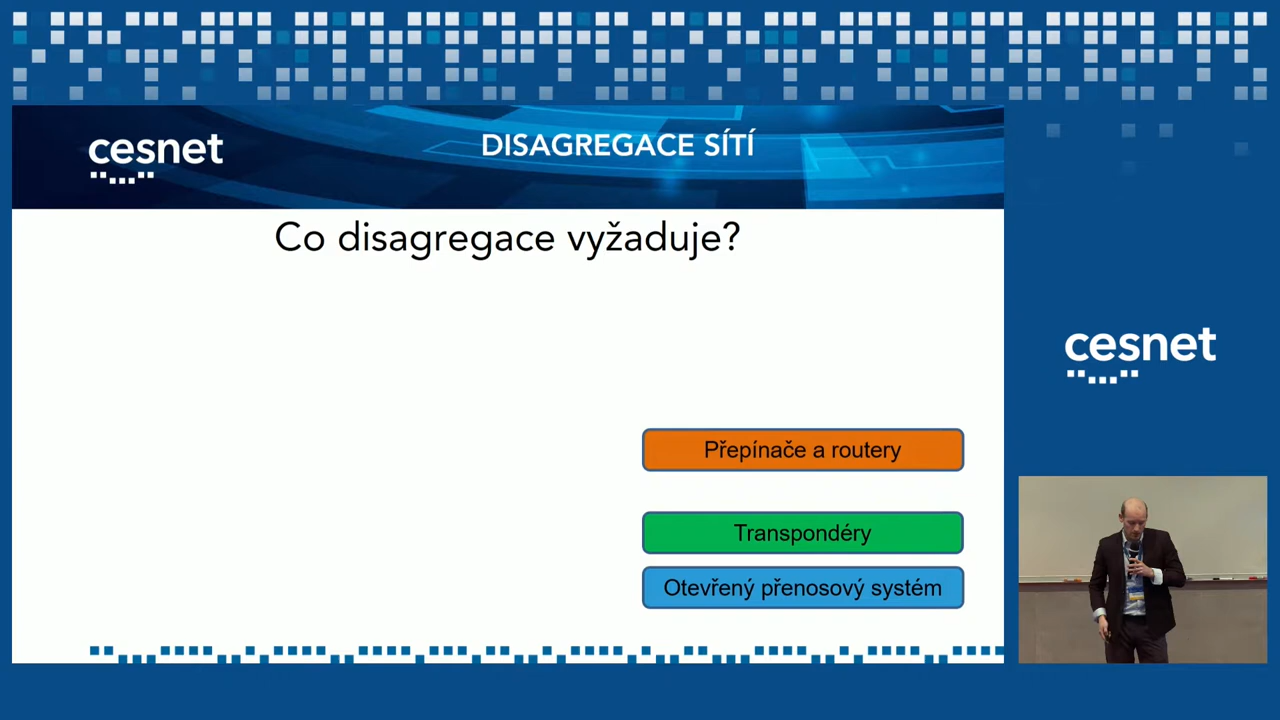 cesnet
DISAGREGACE SÍTÍ
Co disagregace vyžaduje?
Přepínače a routery
Transpondéry
Otevřený přenosový systém
cesnet